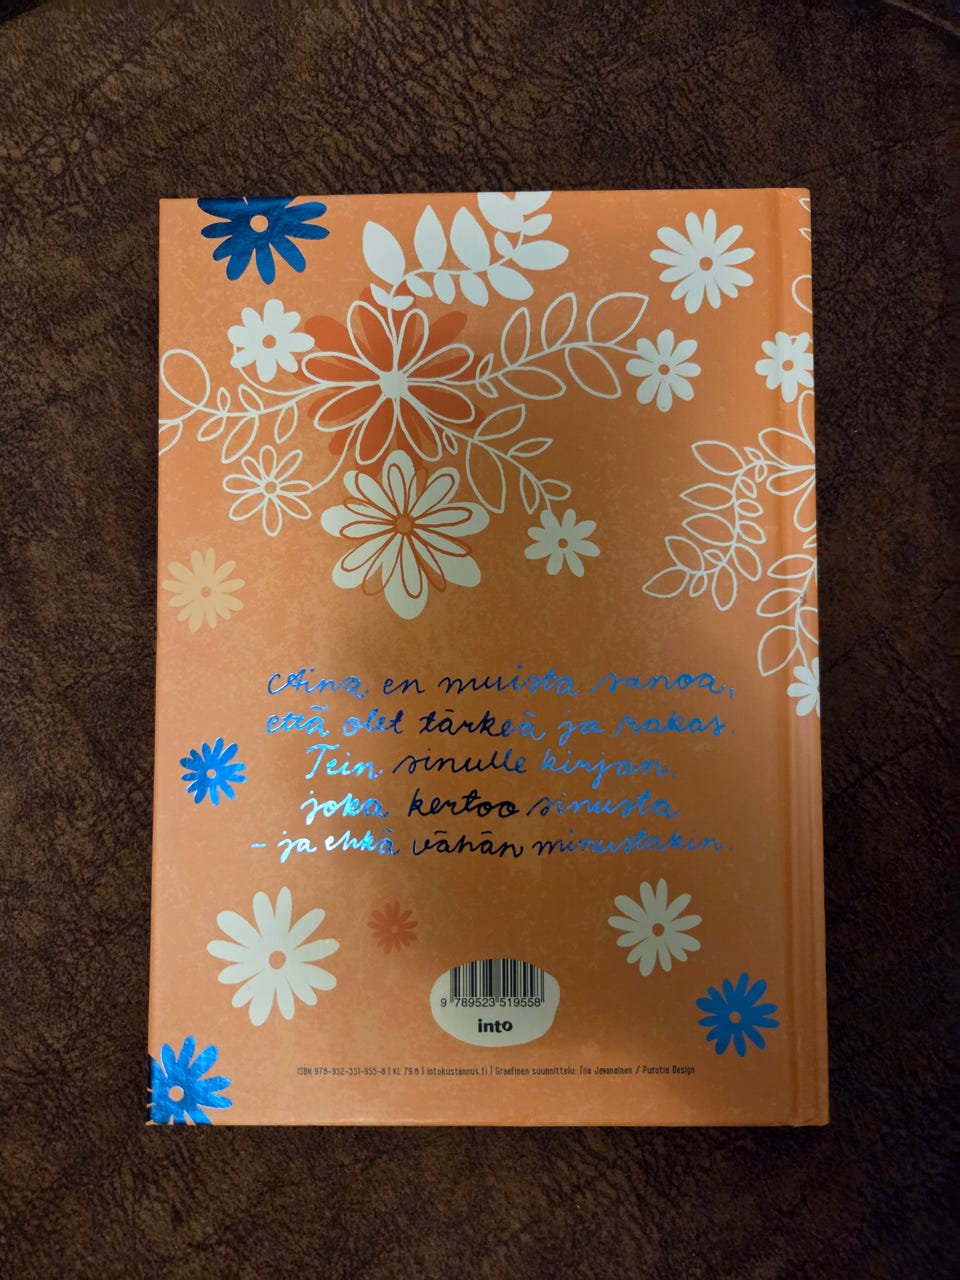 Aina en muista sanoa,
että olet tärkeä ja rakas.
Tein sinulle kirjan,
joka kertoo sinusta
– ja ehkä vähän minustakin.
9 789523 519558
into
ISBN 978-952-351-955-8 | KL 79.8 | intokustannus.fi | Graafinen suunnittelu: Tiia Javanainen / Purotie Design